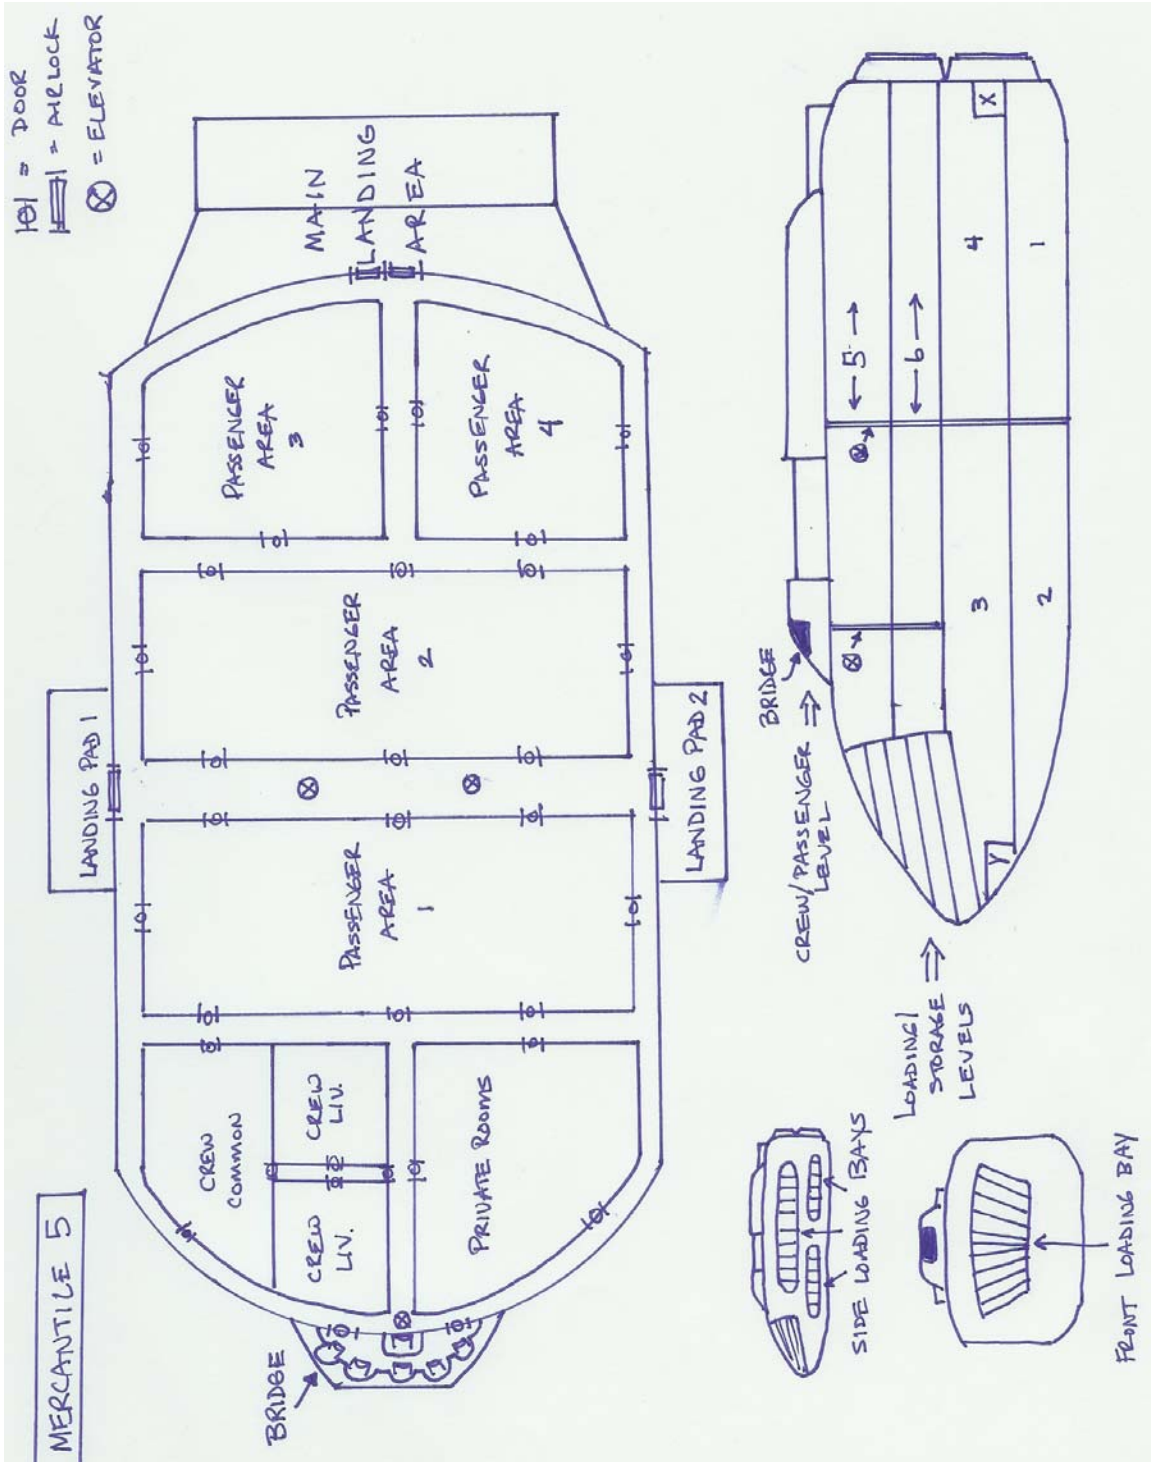 MERCANTILE 5
= DOOR
= AIRLOCK
= ELEVATOR
BRIDGE
CREW
COMMON
CREW
LIV.
CREW
LIV.
PRIVATE ROOMS
PASSENGER
AREA
1
LANDING PAD 1
LANDING PAD 2
PASSENGER
AREA
2
PASSENGER
AREA
3
PASSENGER
AREA
4
MAIN
LANDING
AREA
SIDE LOADING BAYS
FRONT LOADING BAY
BRIDGE
CREW/PASSENGER
LEVEL
LOADING/
STORAGE
LEVELS
5
6
3
4
2
1
Y
X